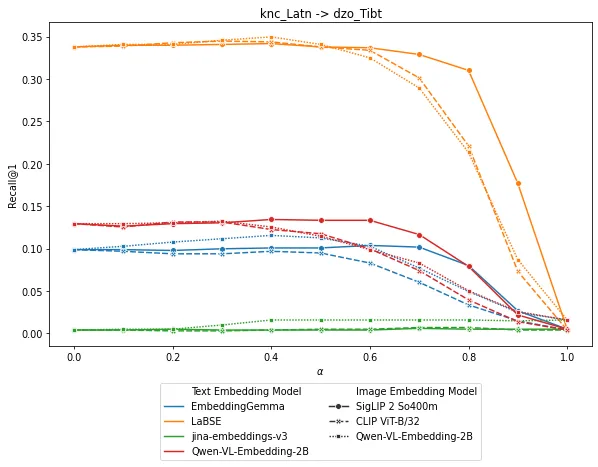 knc_Latn -> dzo_Tibt
Recall@1
0.35
0.30
0.25
0.20
0.15
0.10
0.05
0.00
0.0 0.2 0.4 0.6 0.8 1.0
α
Text Embedding Model Image Embedding Model
EmbeddingGemma SigLIP 2 So400m
LaBSE CLIP ViT-B/32
jina-embeddings-v3 Qwen-VL-Embedding-2B
Qwen-VL-Embedding-2B